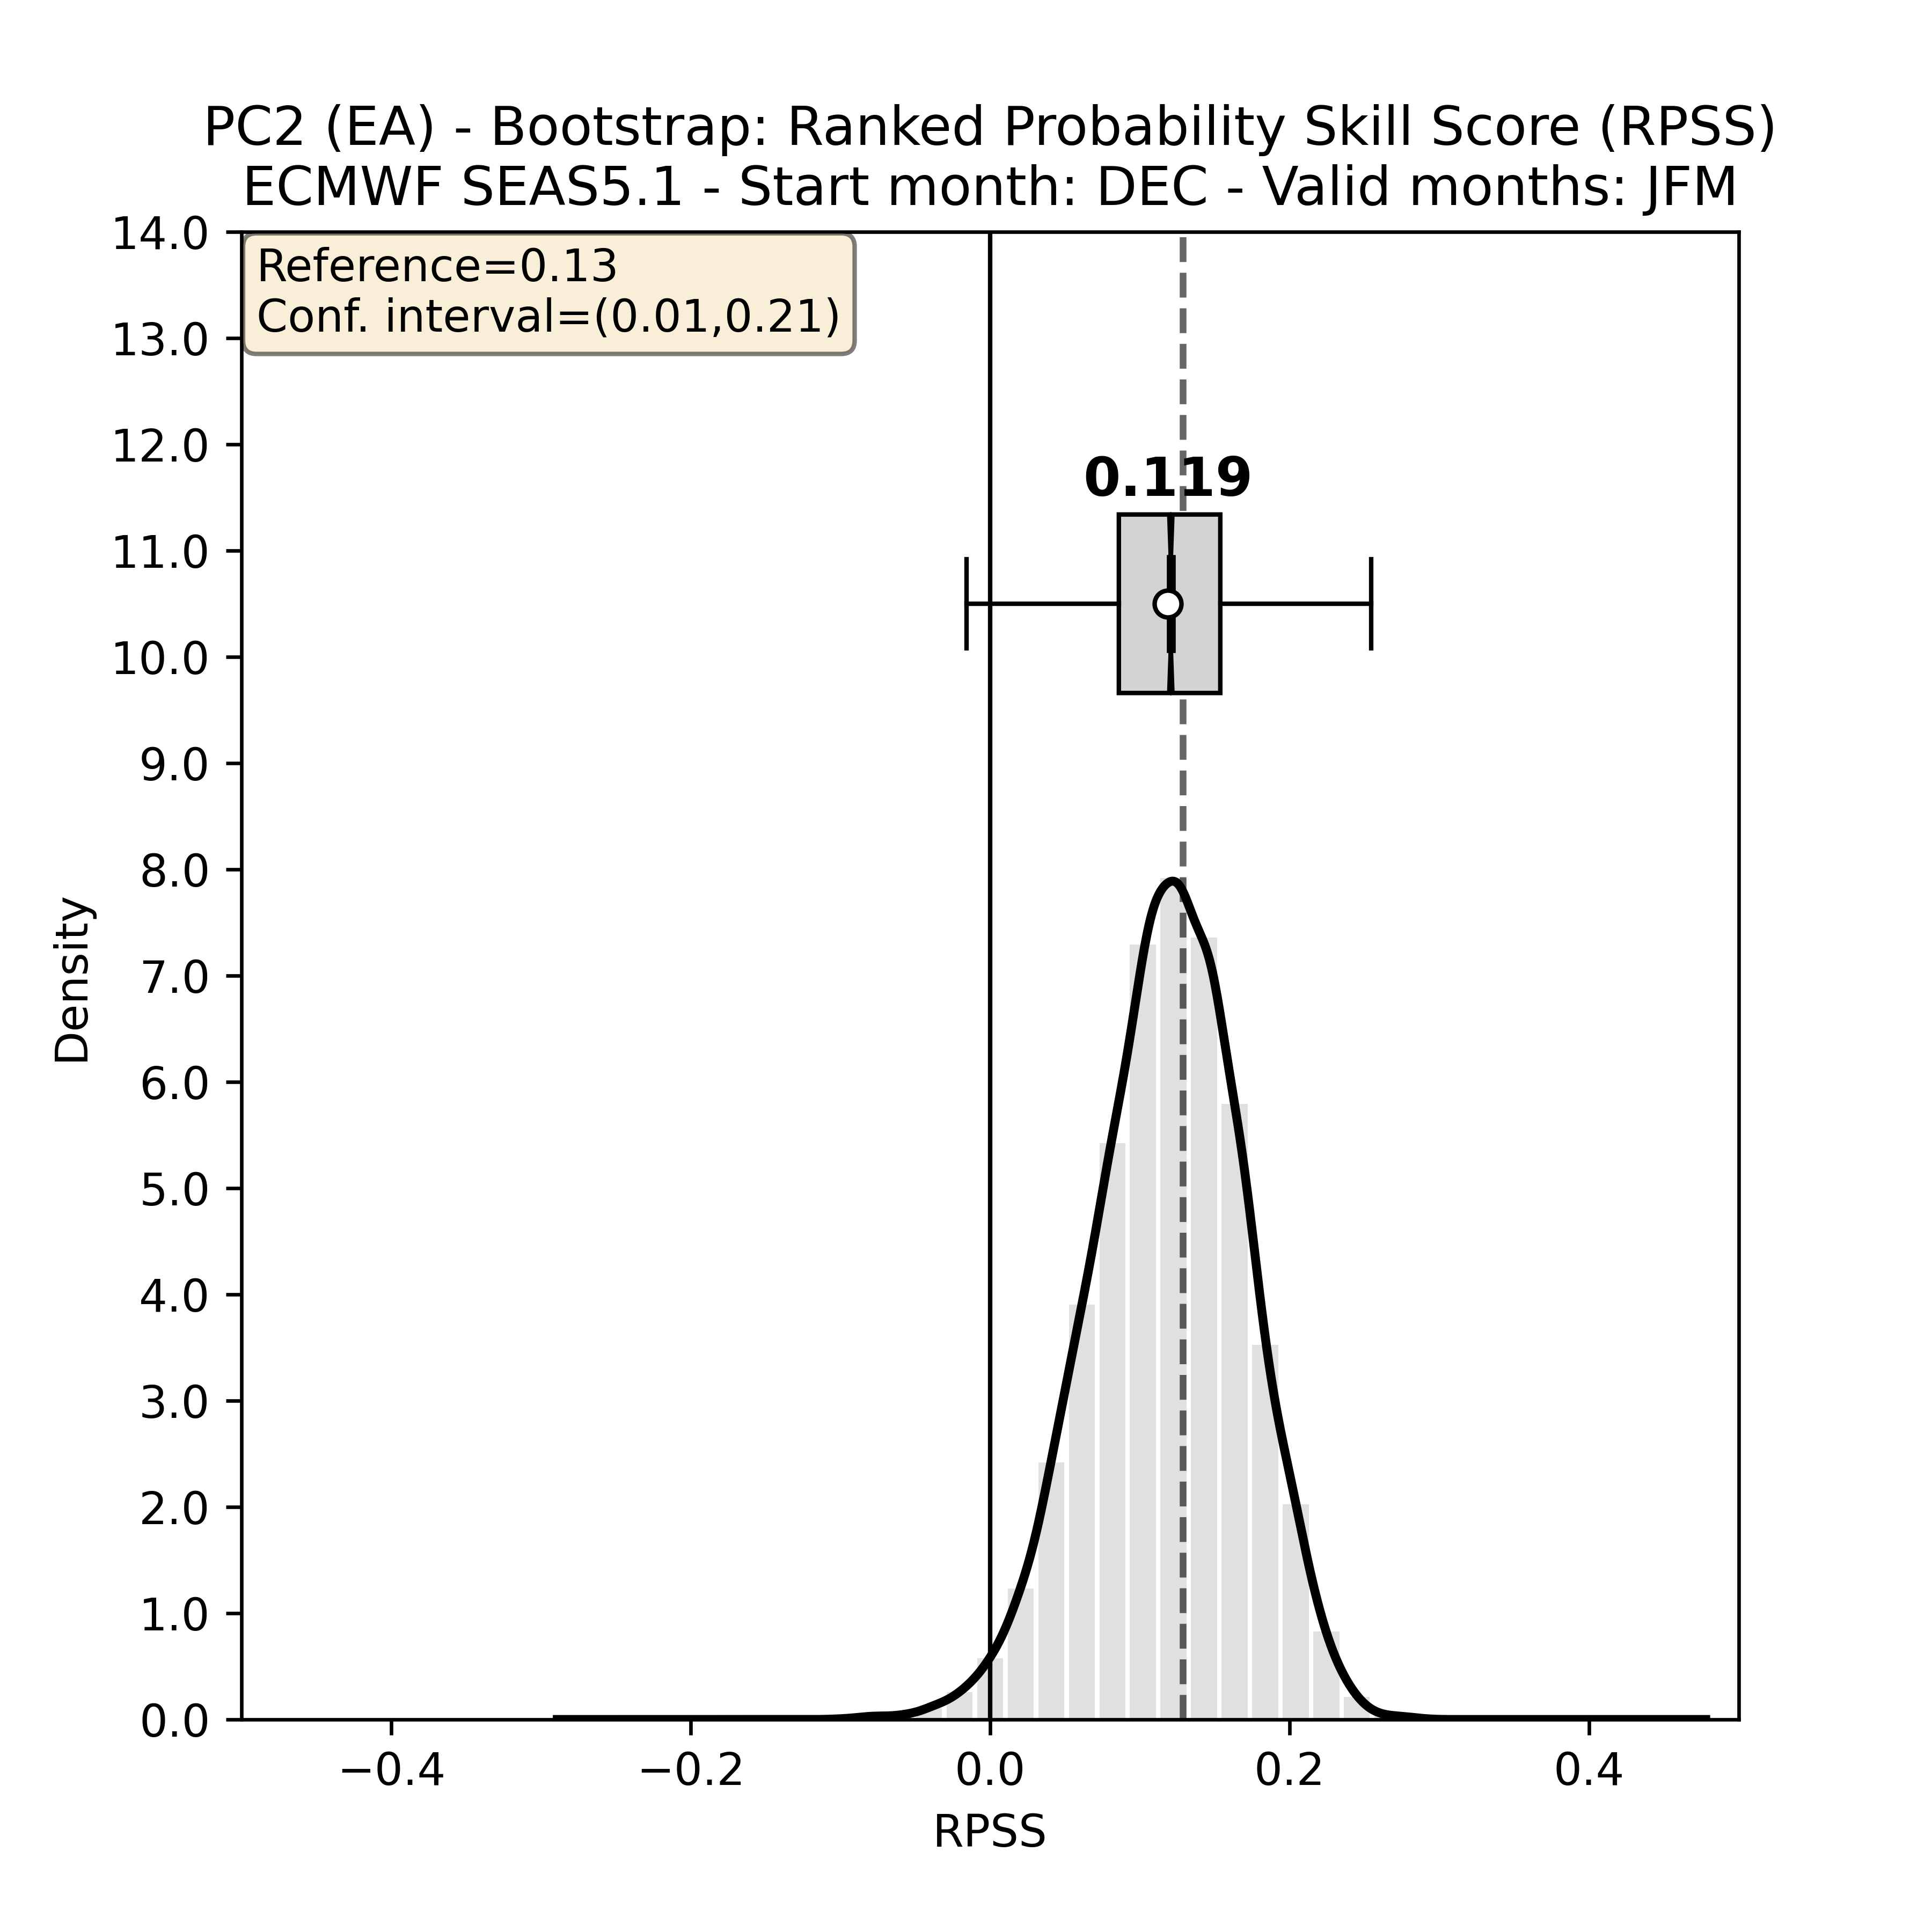 PC2 (EA) - Bootstrap: Ranked Probability Skill Score (RPSS)
ECMWF SEAS5.1 - Start month: DEC - Valid months: JFM
14.0
Reference=0.13
Conf. interval=(0.01,0.21)
13.0
12.0
0.119
11.0
10.0
9.0
8.0
7.0
6.0
5.0
4.0
3.0
2.0
1.0
0.0
Density
−0.4 −0.2 0.0 0.2 0.4
RPSS